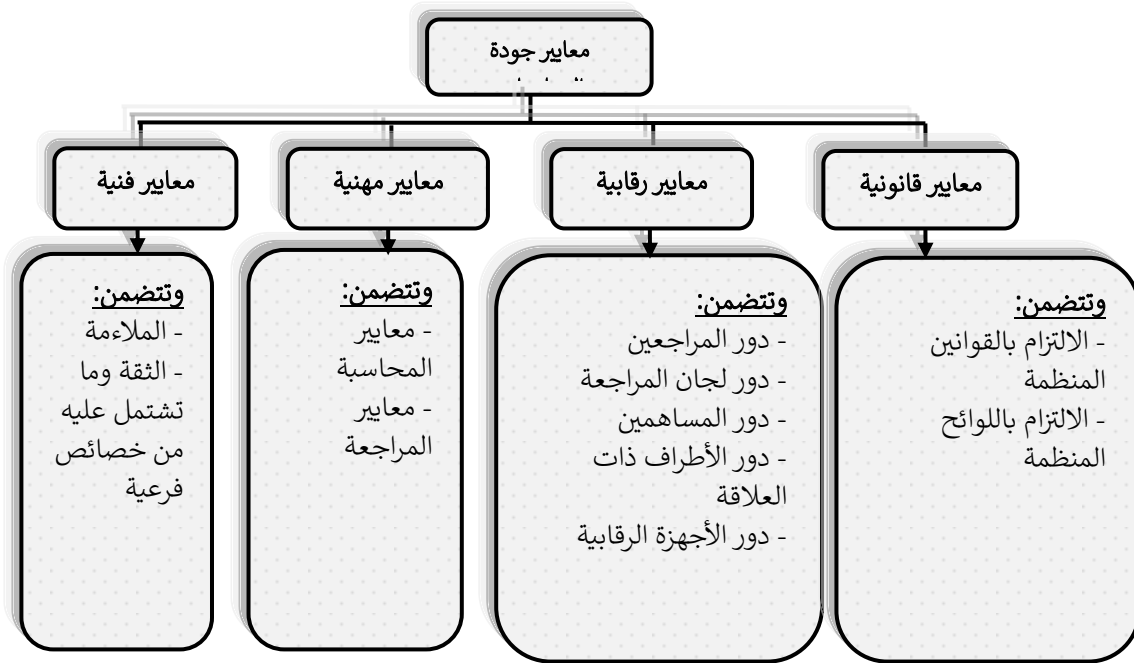 معايير جودة
معايير قانونية
معايير رقابية
معايير مهنية
معايير فنية
وتتضمن:
- الالتزام بالقوانين
المنظمة
- الالتزام باللوائح
المنظمة
وتتضمن:
- دور المراجعين
- دور لجان المراجعة
- دور المساهمين
- دور الأطراف ذات
العلاقة
- دور الأجهزة الرقابية
وتتضمن:
- معايير
المحاسبة
- معايير
المراجعة
وتتضمن:
- الملاءمة
- الثقة وما
تشتمل عليه
من خصائص
فرعية